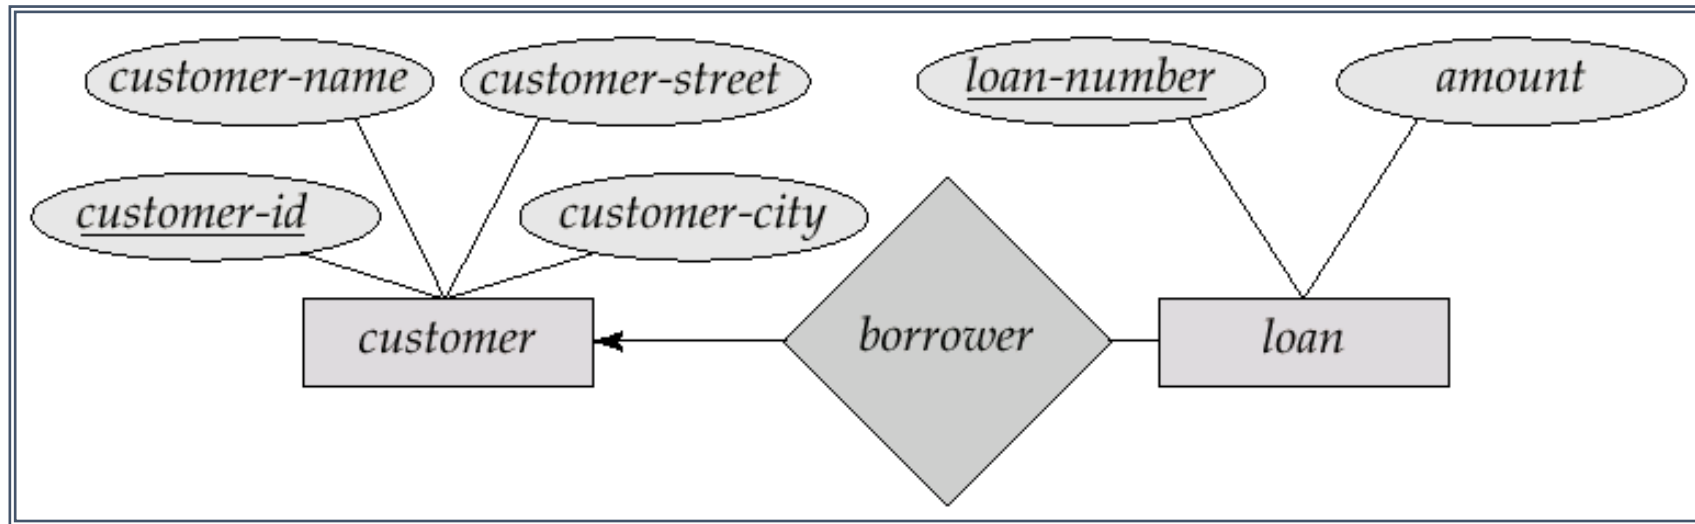 customer-name
customer-street
loan-number
amount
customer-id
customer-city
customer
borrower
loan